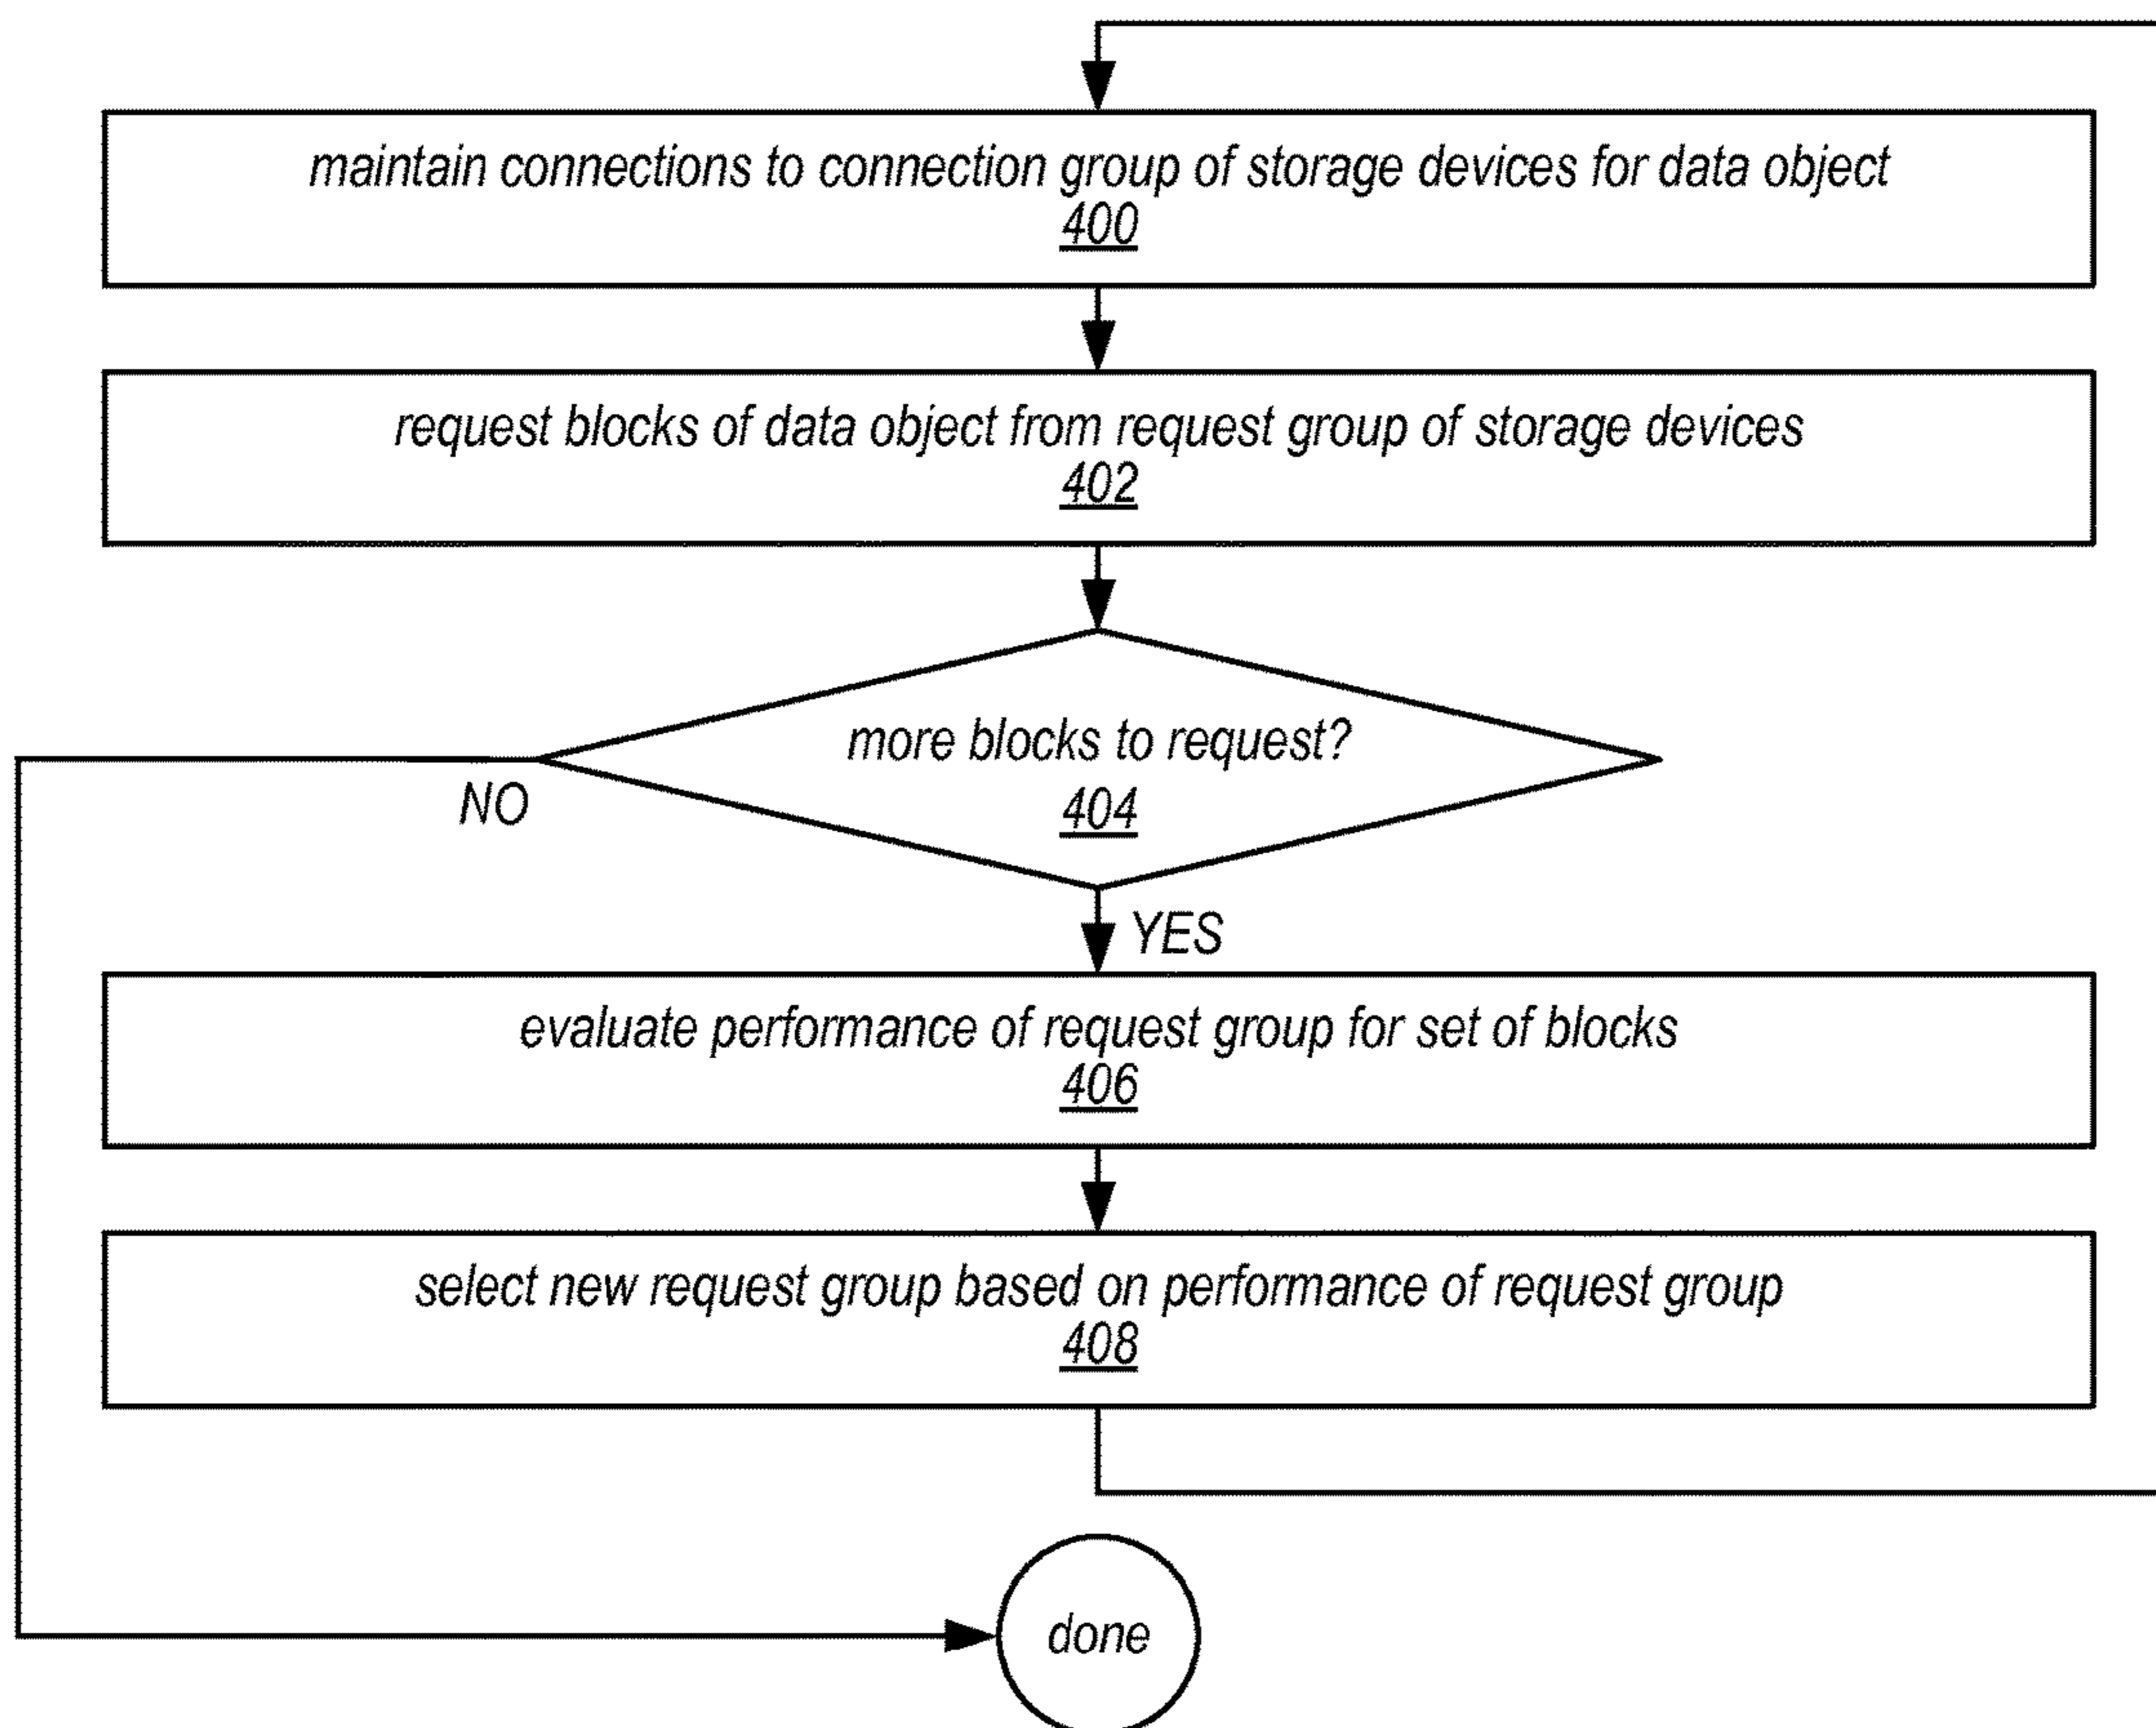 maintain connections to connection group of storage devices for data object
400
request blocks of data object from request group of storage devices
402
more blocks to request?
404
NO
YES
evaluate performance of request group for set of blocks
406
select new request group based on performance of request group
408
done